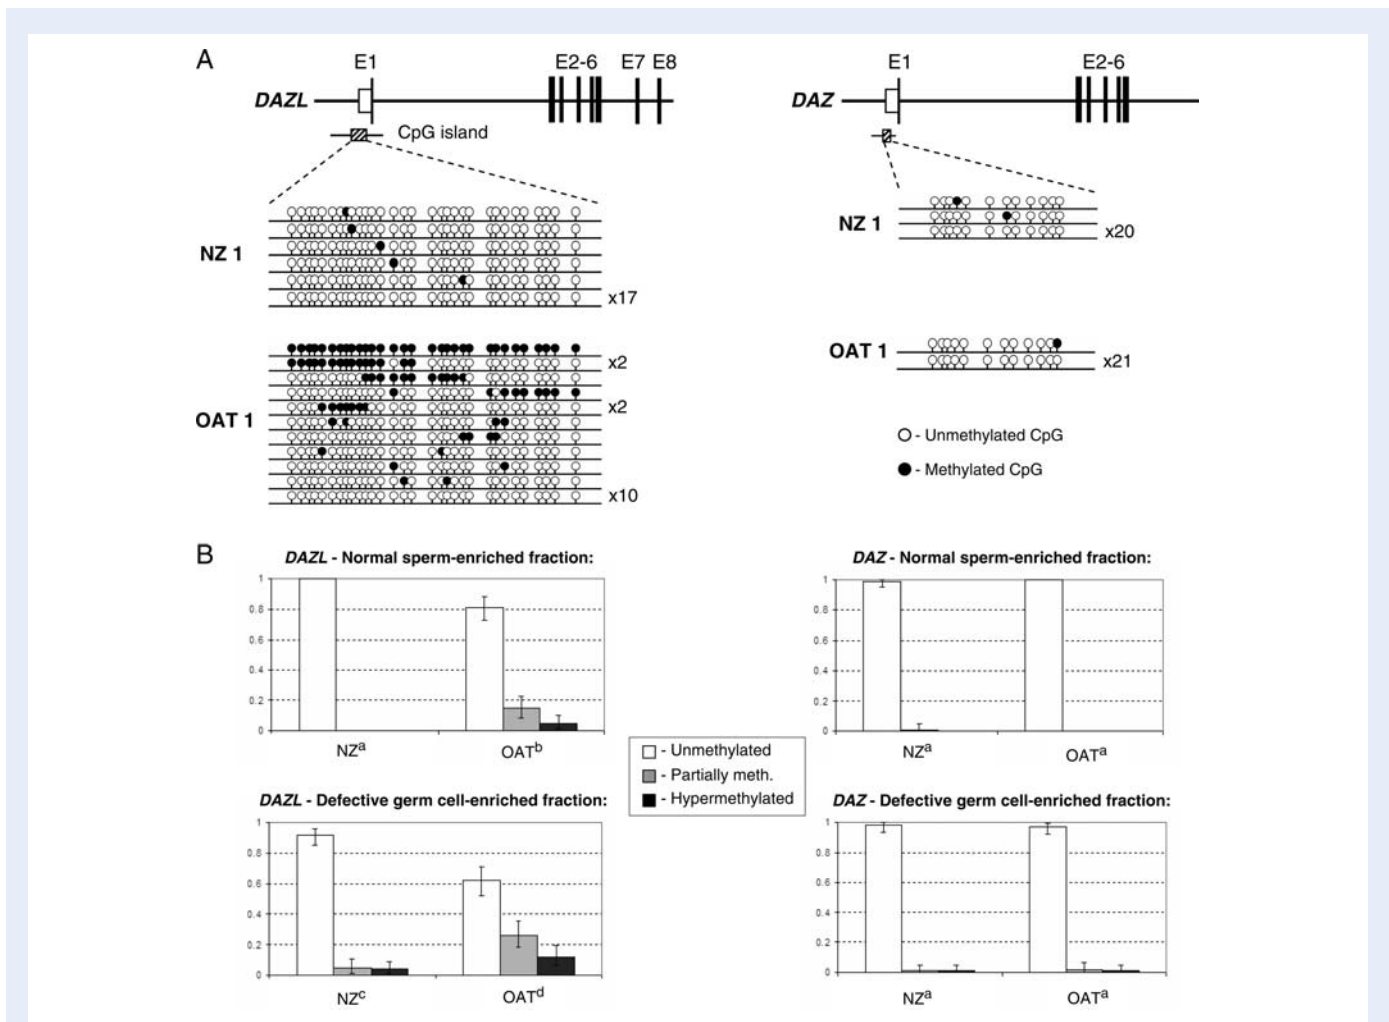 A
E1 E2-6 E7 E8
DAZL
CpG island
NZ 1
x17
OAT 1
x2
x2
x10
E1 E2-6
DAZ
NZ 1
x20
OAT 1
x21
- Unmethylated CpG
- Methylated CpG
B
DAZL - Normal sperm-enriched fraction:
1
0.8
0.6
0.4
0.2
0
NZa OATb
DAZ - Normal sperm-enriched fraction:
1
0.8
0.6
0.4
0.2
0
NZa OATa
- Unmethylated
- Partially meth.
- Hypermethylated
DAZL - Defective germ cell-enriched fraction:
1
0.8
0.6
0.4
0.2
0
NZc OATd
DAZ - Defective germ cell-enriched fraction:
1
0.8
0.6
0.4
0.2
0
NZa OATa